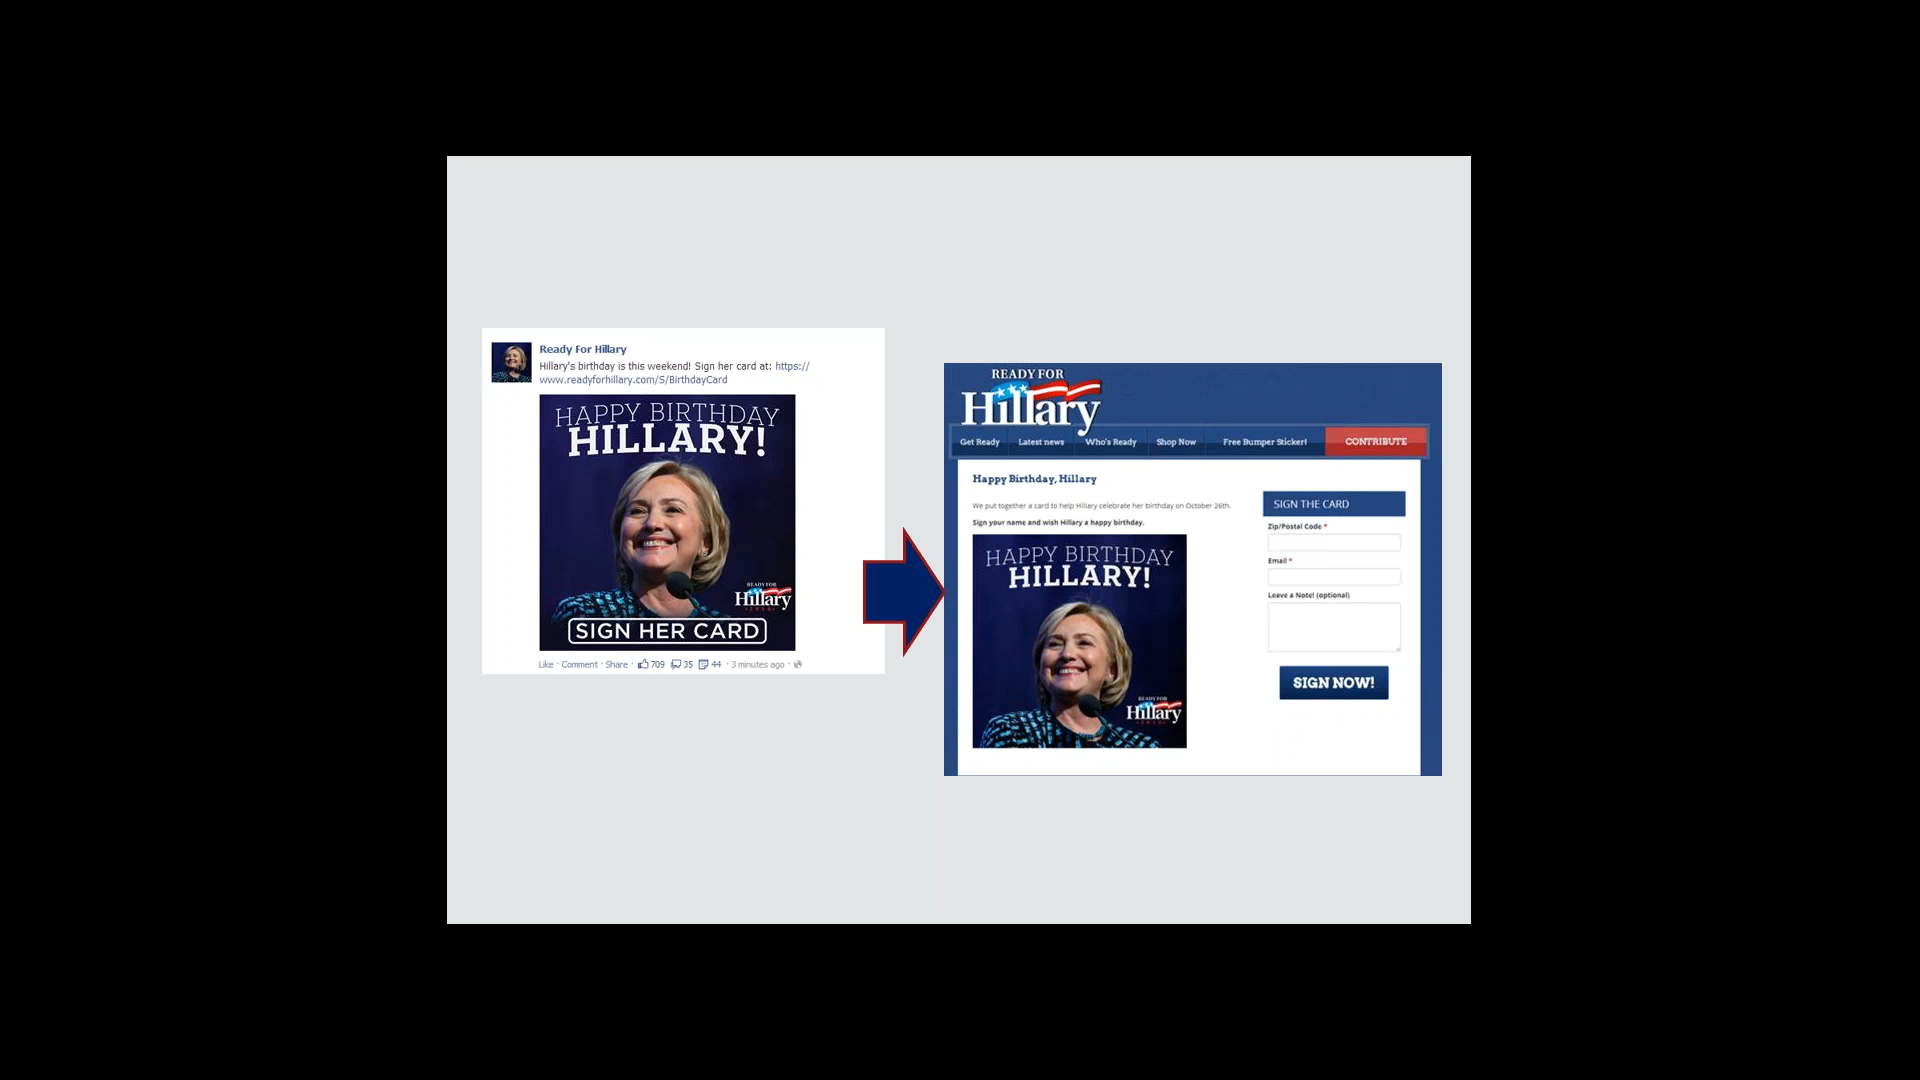 Ready For Hillary
Hillary's birthday is this weekend! Sign her card at: https://
www.readyforhillary.com/S/BirthdayCard
HAPPY BIRTHDAY
HILLARY!
READY FOR
Hillary
2016
SIGN HER CARD
Like · Comment · Share · 709 35 44 · 3 minutes ago ·
READY FOR
Hillary
Get Ready Latest news Who's Ready Shop Now Free Bumper Sticker! CONTRIBUTE
Happy Birthday, Hillary
We put together a card to help Hillary celebrate her birthday on October 26th.
Sign your name and wish Hillary a happy birthday.
HAPPY BIRTHDAY
HILLARY!
READY FOR
Hillary
SIGN THE CARD
Zip/Postal Code *
Email *
Leave a Note! (optional)
SIGN NOW!